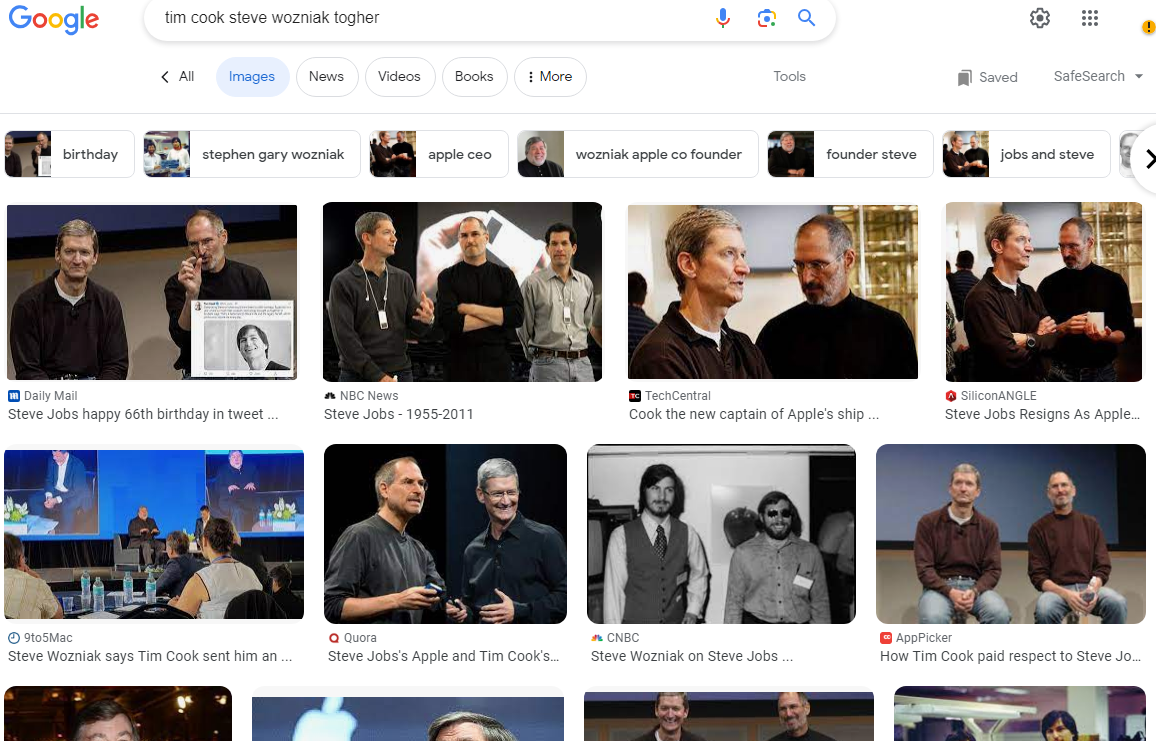 Google
tim cook steve wozniak togher
All
Images
News
Videos
Books
More
Tools
Saved
SafeSearch
birthday
stephen gary wozniak
apple ceo
wozniak apple co founder
founder steve
jobs and steve
Daily Mail
Steve Jobs happy 66th birthday in tweet ...
NBC News
Steve Jobs - 1955-2011
TechCentral
Cook the new captain of Apple's ship ...
SiliconANGLE
Steve Jobs Resigns As Apple...
9to5Mac
Steve Wozniak says Tim Cook sent him an ...
Quora
Steve Jobs's Apple and Tim Cook's...
CNBC
Steve Wozniak on Steve Jobs ...
AppPicker
How Tim Cook paid respect to Steve Jo...